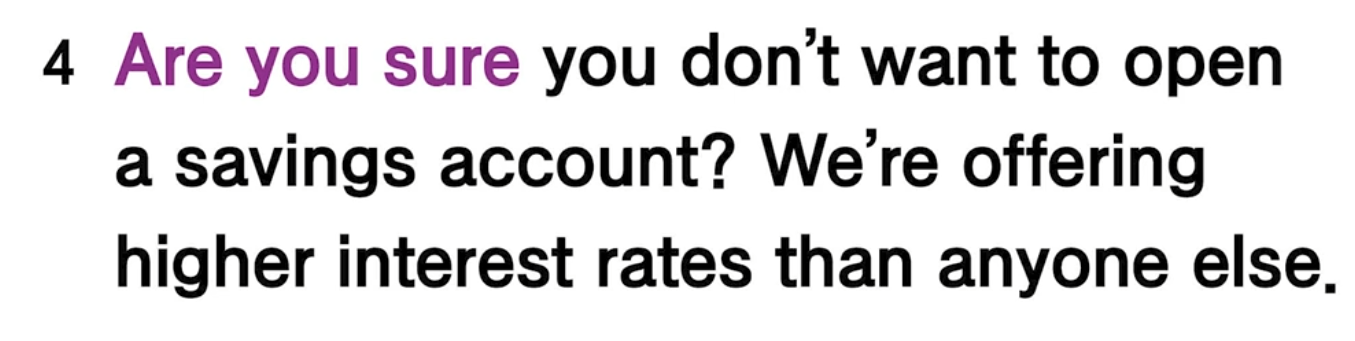 4 Are you sure you don’t want to open
a savings account? We’re offering
higher interest rates than anyone else.